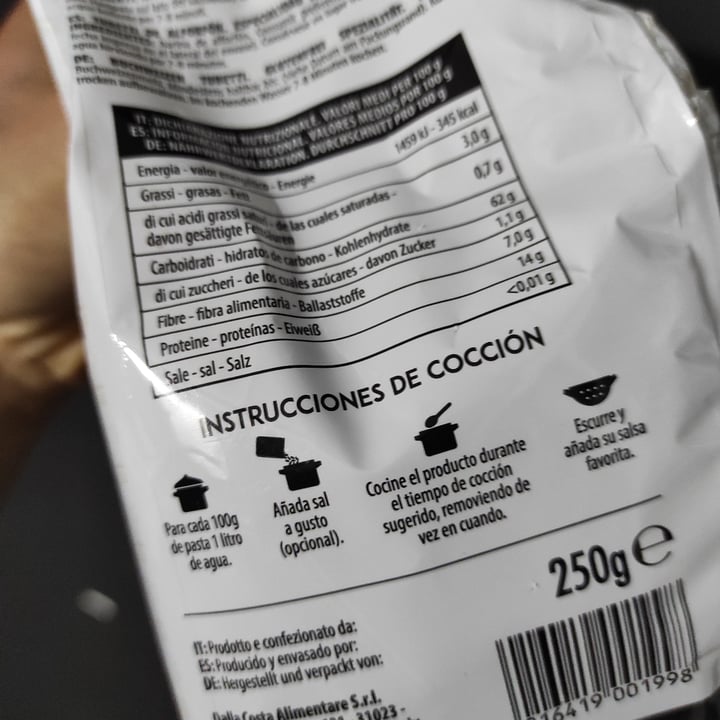 IT: DICHIARAZIONE NUTRIZIONALE. VALORI MEDI PER 100 g
ES: INFORMACIÓN NUTRICIONAL. VALORES MEDIOS POR 100 g
DE: NÄHRWERTDEKLARATION. DURCHSCHNITT PRO 100 g
Energia - valor energético - Energie 1459 kJ - 345 kcal
Grassi - grasas - Fett 3,0 g
di cui acidi grassi saturi - de las cuales saturadas -
davon gesättigte Fettsäuren 0,7 g
Carboidrati - hidratos de carbono - Kohlenhydrate 62 g
di cui zuccheri - de los cuales azúcares - davon Zucker 1,1 g
Fibre - fibra alimentaria - Ballaststoffe 7,0 g
Proteine - proteínas - Eiweiß 14 g
Sale - sal - Salz <0,01 g
INSTRUCCIONES DE COCCIÓN
Para cada 100g
de pasta 1 litro
de agua.
Añada sal
a gusto
(opcional).
Cocine el producto durante
el tiempo de cocción
sugerido, removiendo de
vez en cuando.
Escurre y
añada su salsa
favorita.
250g e
IT: Prodotto e confezionato da:
ES: Producido y envasado por:
DE: Hergestellt und verpackt von:
Dalla Costa Alimentare S.r.l.
31023 -
16419 001998